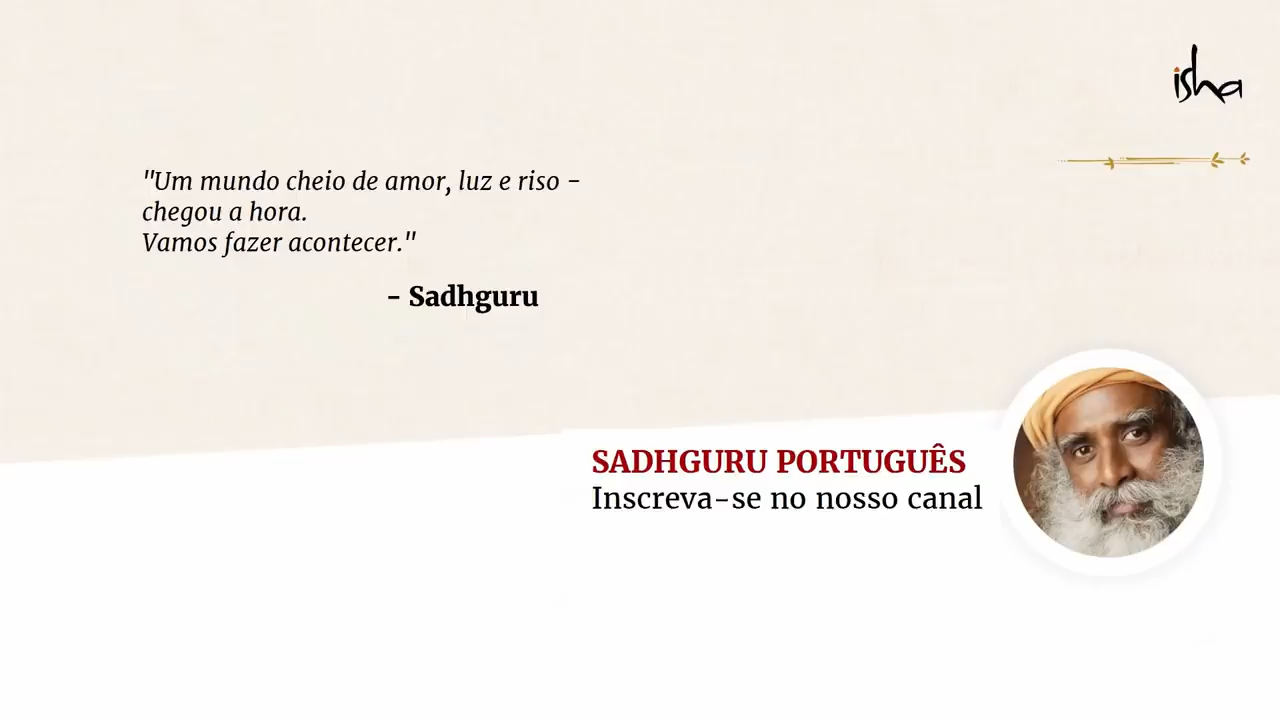 isha
"Um mundo cheio de amor, luz e riso –
chegou a hora.
Vamos fazer acontecer."
- Sadhguru
SADHGURU PORTUGUÊS
Inscreva-se no nosso canal